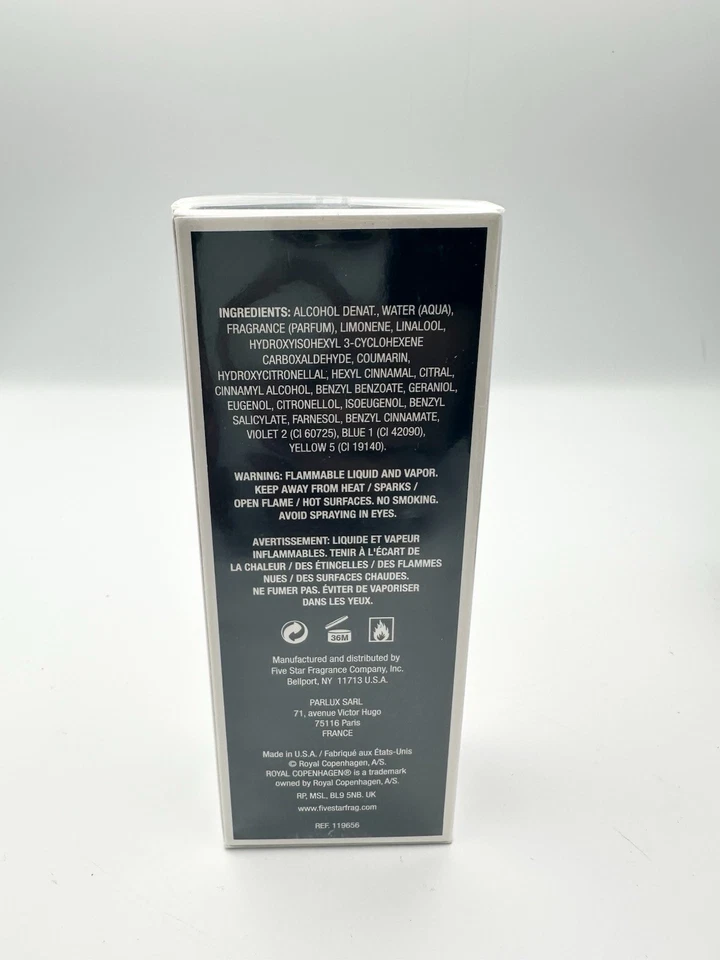 INGREDIENTS: ALCOHOL DENAT., WATER (AQUA),
FRAGRANCE (PARFUM), LIMONENE, LINALOOL,
HYDROXYISOHEXYL 3-CYCLOHEXENE
CARBOXALDEHYDE, COUMARIN,
HYDROXYCITRONELLAL, HEXYL CINNAMAL, CITRAL,
CINNAMYL ALCOHOL, BENZYL BENZOATE, GERANIOL,
EUGENOL, CITRONELLOL, ISOEUGENOL, BENZYL
SALICYLATE, FARNESOL, BENZYL CINNAMATE,
VIOLET 2 (CI 60725), BLUE 1 (CI 42090),
YELLOW 5 (CI 19140).
WARNING: FLAMMABLE LIQUID AND VAPOR.
KEEP AWAY FROM HEAT / SPARKS /
OPEN FLAME / HOT SURFACES. NO SMOKING.
AVOID SPRAYING IN EYES.
AVERTISSEMENT: LIQUIDE ET VAPEUR
INFLAMMABLES. TENIR À L'ÉCART DE
LA CHALEUR / DES ÉTINCELLES / DES FLAMMES
NUES / DES SURFACES CHAUDES.
NE FUMER PAS. ÉVITER DE VAPORISER
DANS LES YEUX.
36M
Manufactured and distributed by
Five Star Fragrance Company, Inc.
Bellport, NY 11713 U.S.A.
PARLUX SARL
71, avenue Victor Hugo
75116 Paris
FRANCE
Made in U.S.A. / Fabriqué aux États-Unis
© Royal Copenhagen, A/S.
ROYAL COPENHAGEN® is a trademark
owned by Royal Copenhagen, A/S.
RP, MSL, BL9 5NB. UK
www.fivestarfrag.com
REF. 119656